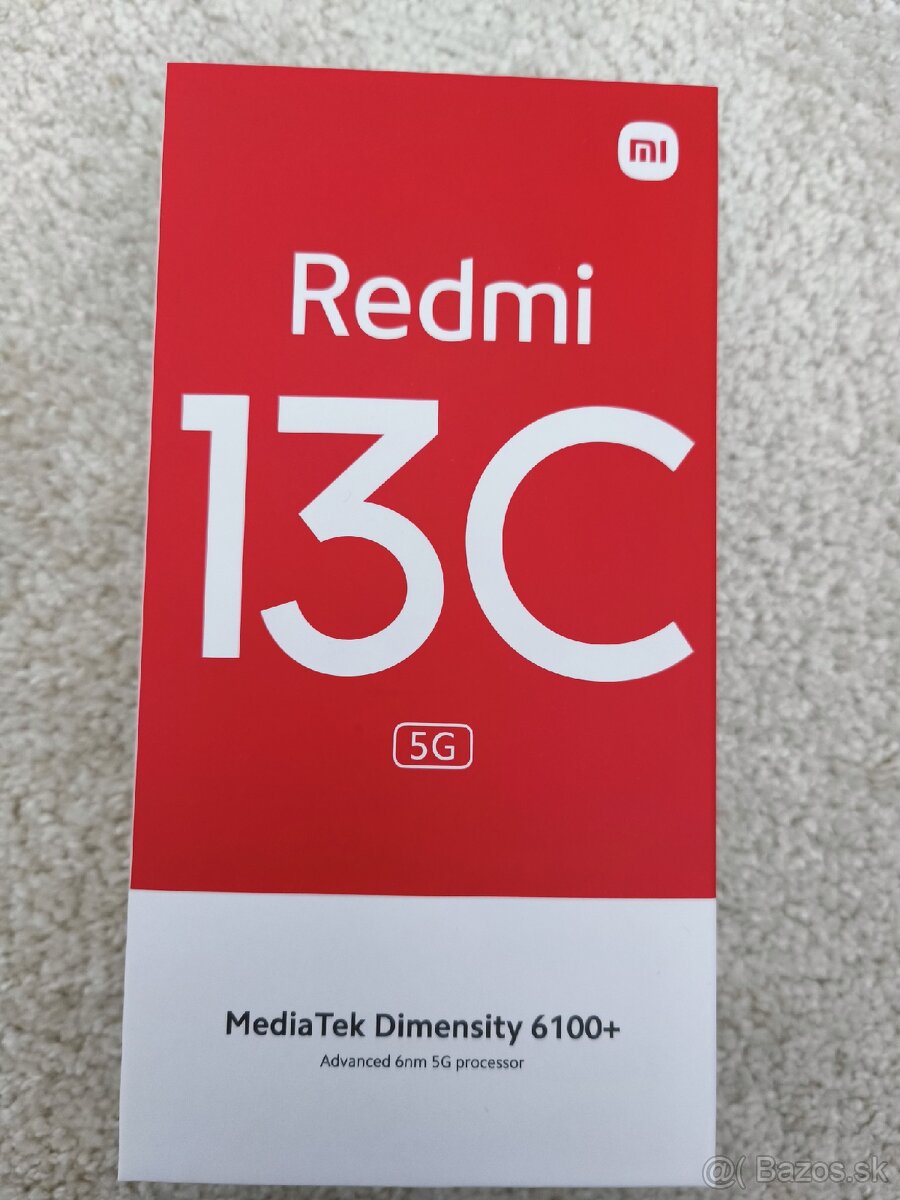 mi
Redmi
13C
5G
MediaTek Dimensity 6100+
Advanced 6nm 5G processor
@( Bazos.sk